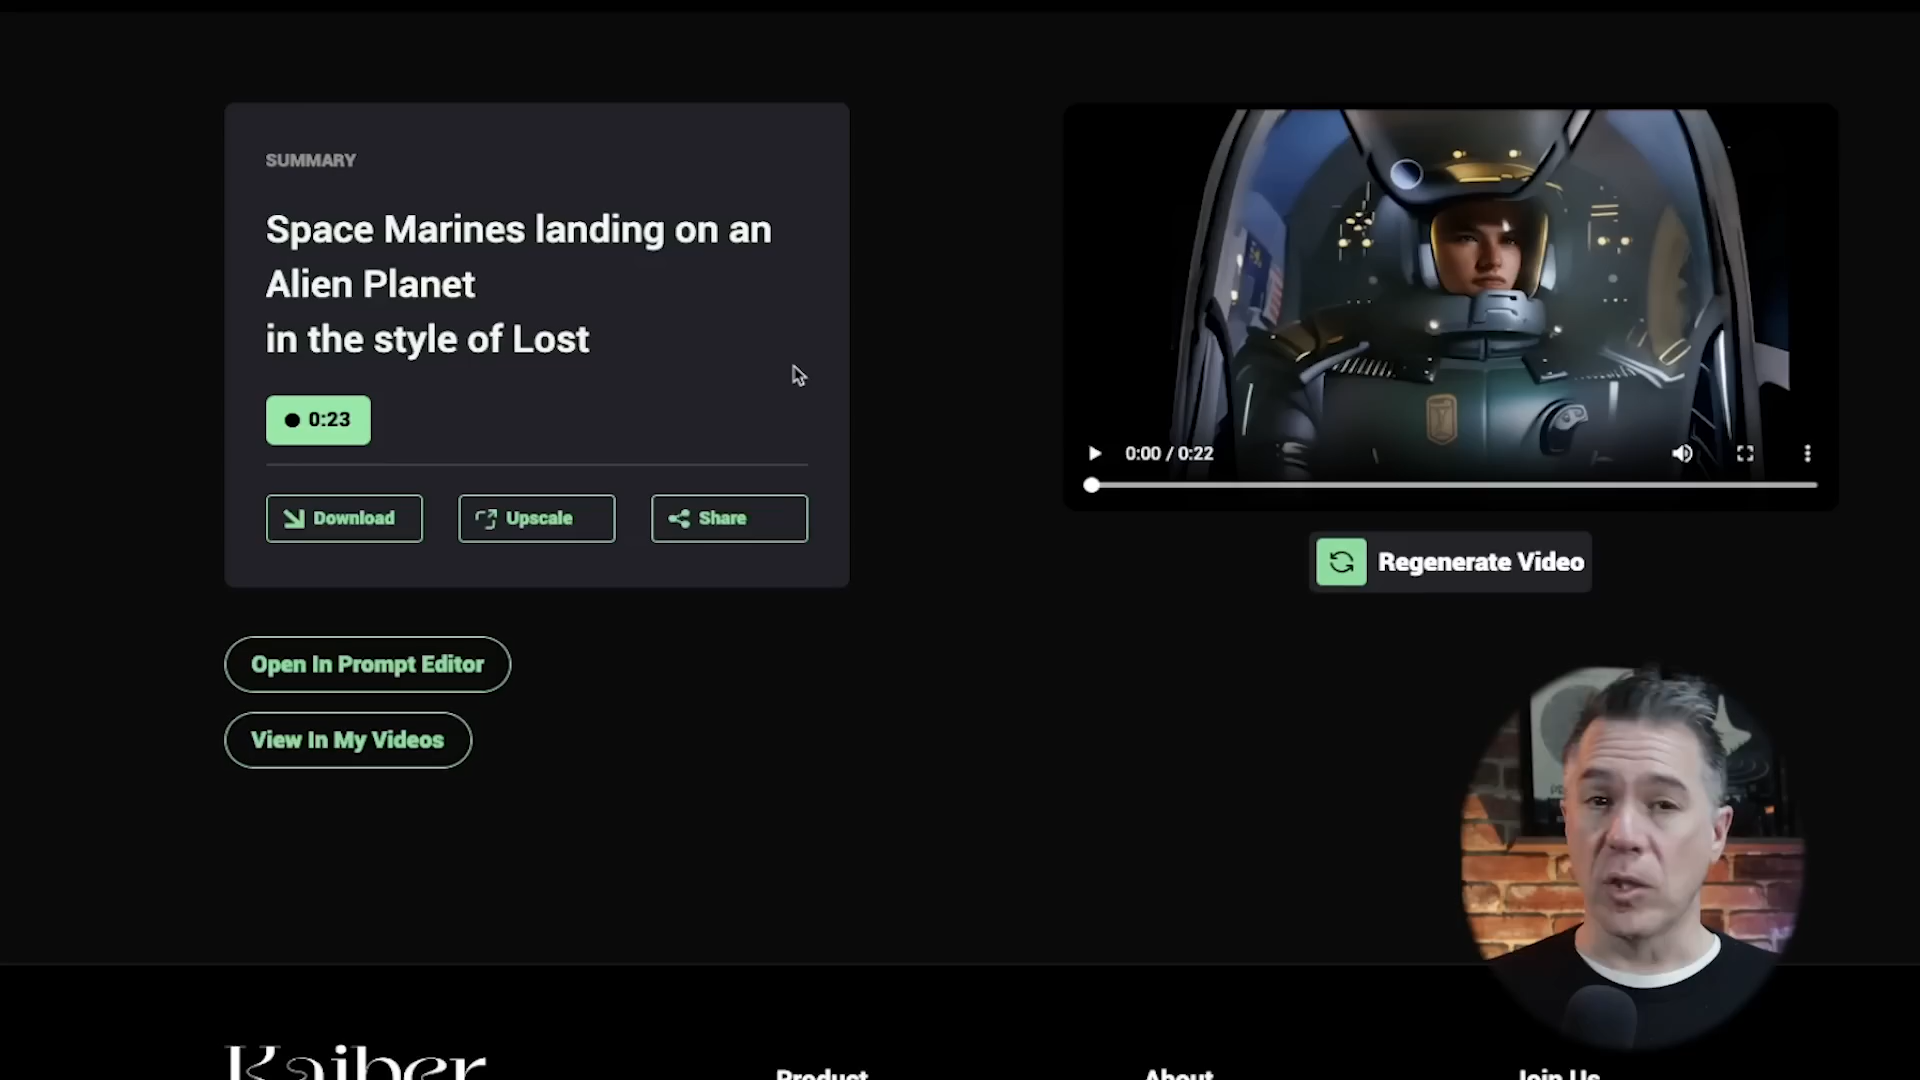 SUMMARY
Space Marines landing on an
Alien Planet
in the style of Lost
0:23
Download
Upscale
Share
0:00 / 0:22
Regenerate Video
Open In Prompt Editor
View In My Videos
Kaiber
Product
About
Join Us